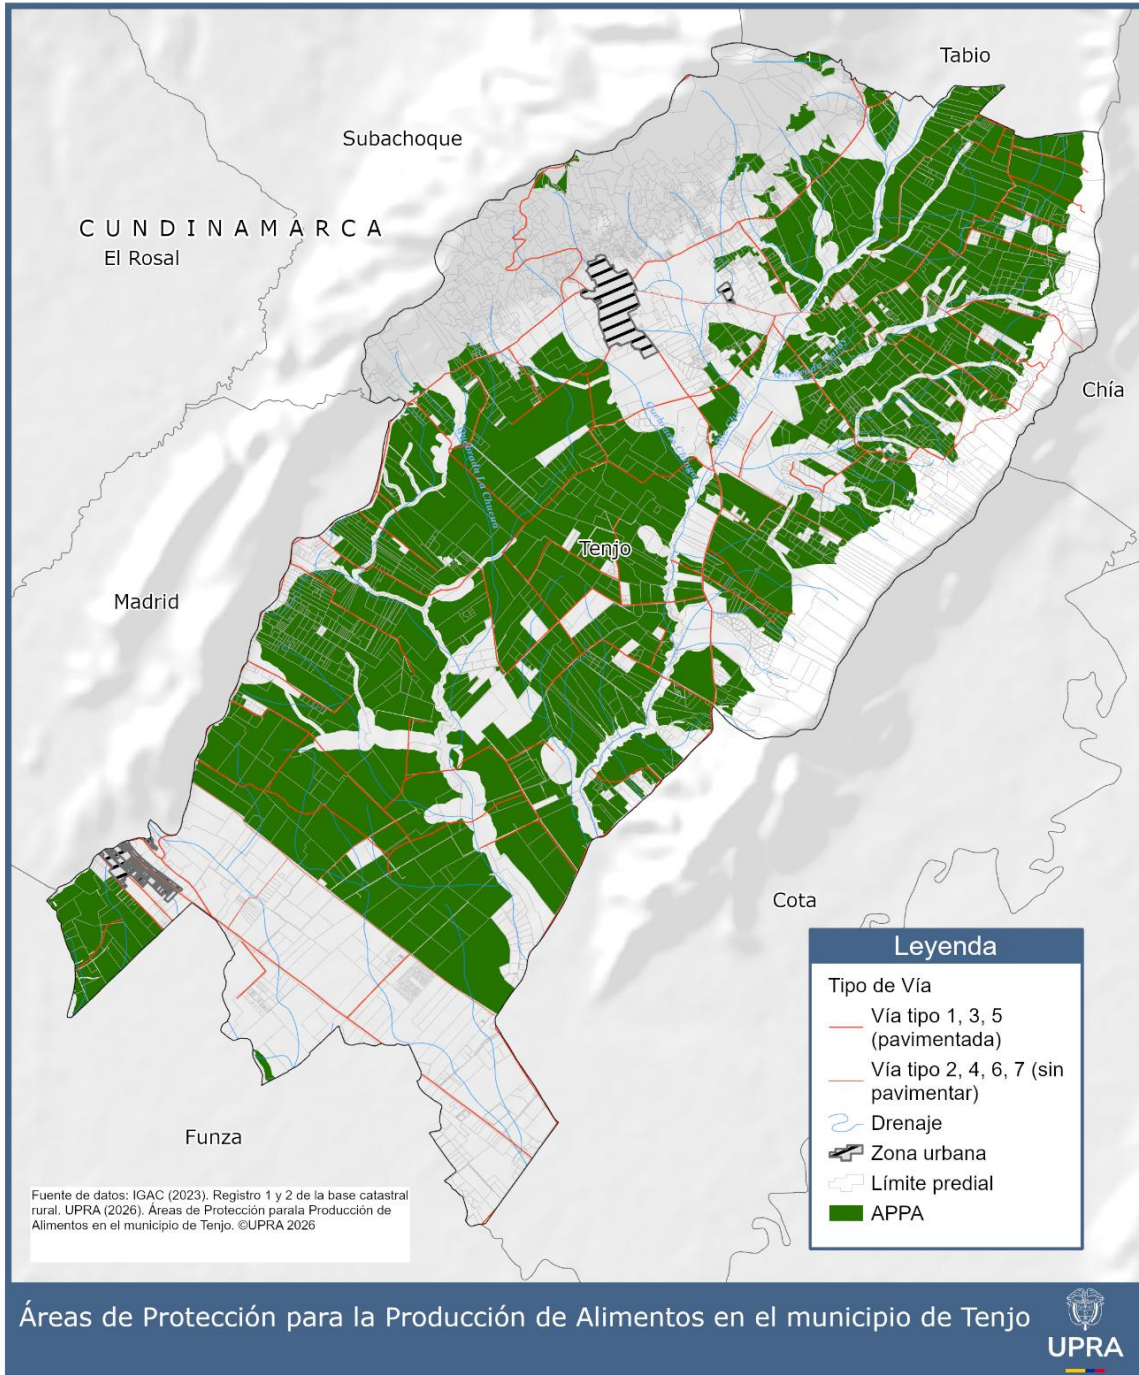 Tabio
Subachoque
CUNDINAMARCA
El Rosal
Chía
Quebrada La Chucua
Tenjo
Madrid
Cota
Leyenda
Tipo de Vía
Vía tipo 1, 3, 5
(pavimentada)
Vía tipo 2, 4, 6, 7 (sin
pavimentar)
Drenaje
Zona urbana
Límite predial
APPA
Funza
Fuente de datos: IGAC (2023). Registro 1 y 2 de la base catastral
rural. UPRA (2026). Áreas de Protección parala Producción de
Alimentos en el municipio de Tenjo. ©UPRA 2026
Áreas de Protección para la Producción de Alimentos en el municipio de Tenjo
UPRA